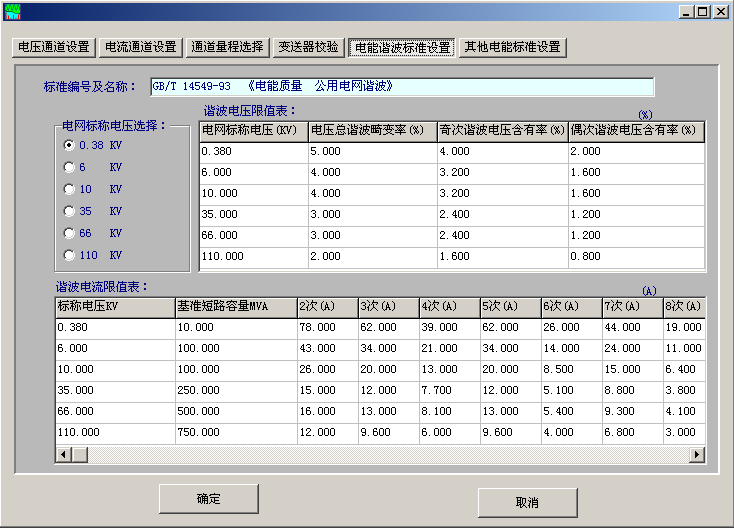 电压通道设置 电流通道设置 通道量程选择 变送器校验 电能谐波标准设置 其他电能标准设置
标准编号及名称： GB/T 14549-93 《电能质量 公用电网谐波》
谐波电压限值表：
(%)
电网标称电压选择：
0.38 KV
6 KV
10 KV
35 KV
66 KV
110 KV
电网标称电压(KV) 电压总谐波畸变率(%) 奇次谐波电压含有率(%) 偶次谐波电压含有率(%)
0.380 5.000 4.000 2.000
6.000 4.000 3.200 1.600
10.000 4.000 3.200 1.600
35.000 3.000 2.400 1.200
66.000 3.000 2.400 1.200
110.000 2.000 1.600 0.800
谐波电流限值表：
(A)
标称电压KV 基准短路容量MVA 2次(A) 3次(A) 4次(A) 5次(A) 6次(A) 7次(A) 8次(A)
0.380 10.000 78.000 62.000 39.000 62.000 26.000 44.000 19.000
6.000 100.000 43.000 34.000 21.000 34.000 14.000 24.000 11.000
10.000 100.000 26.000 20.000 13.000 20.000 8.500 15.000 6.400
35.000 250.000 15.000 12.000 7.700 12.000 5.100 8.800 3.800
66.000 500.000 16.000 13.000 8.100 13.000 5.400 9.300 4.100
110.000 750.000 12.000 9.600 6.000 9.600 4.000 6.800 3.000
确定 取消